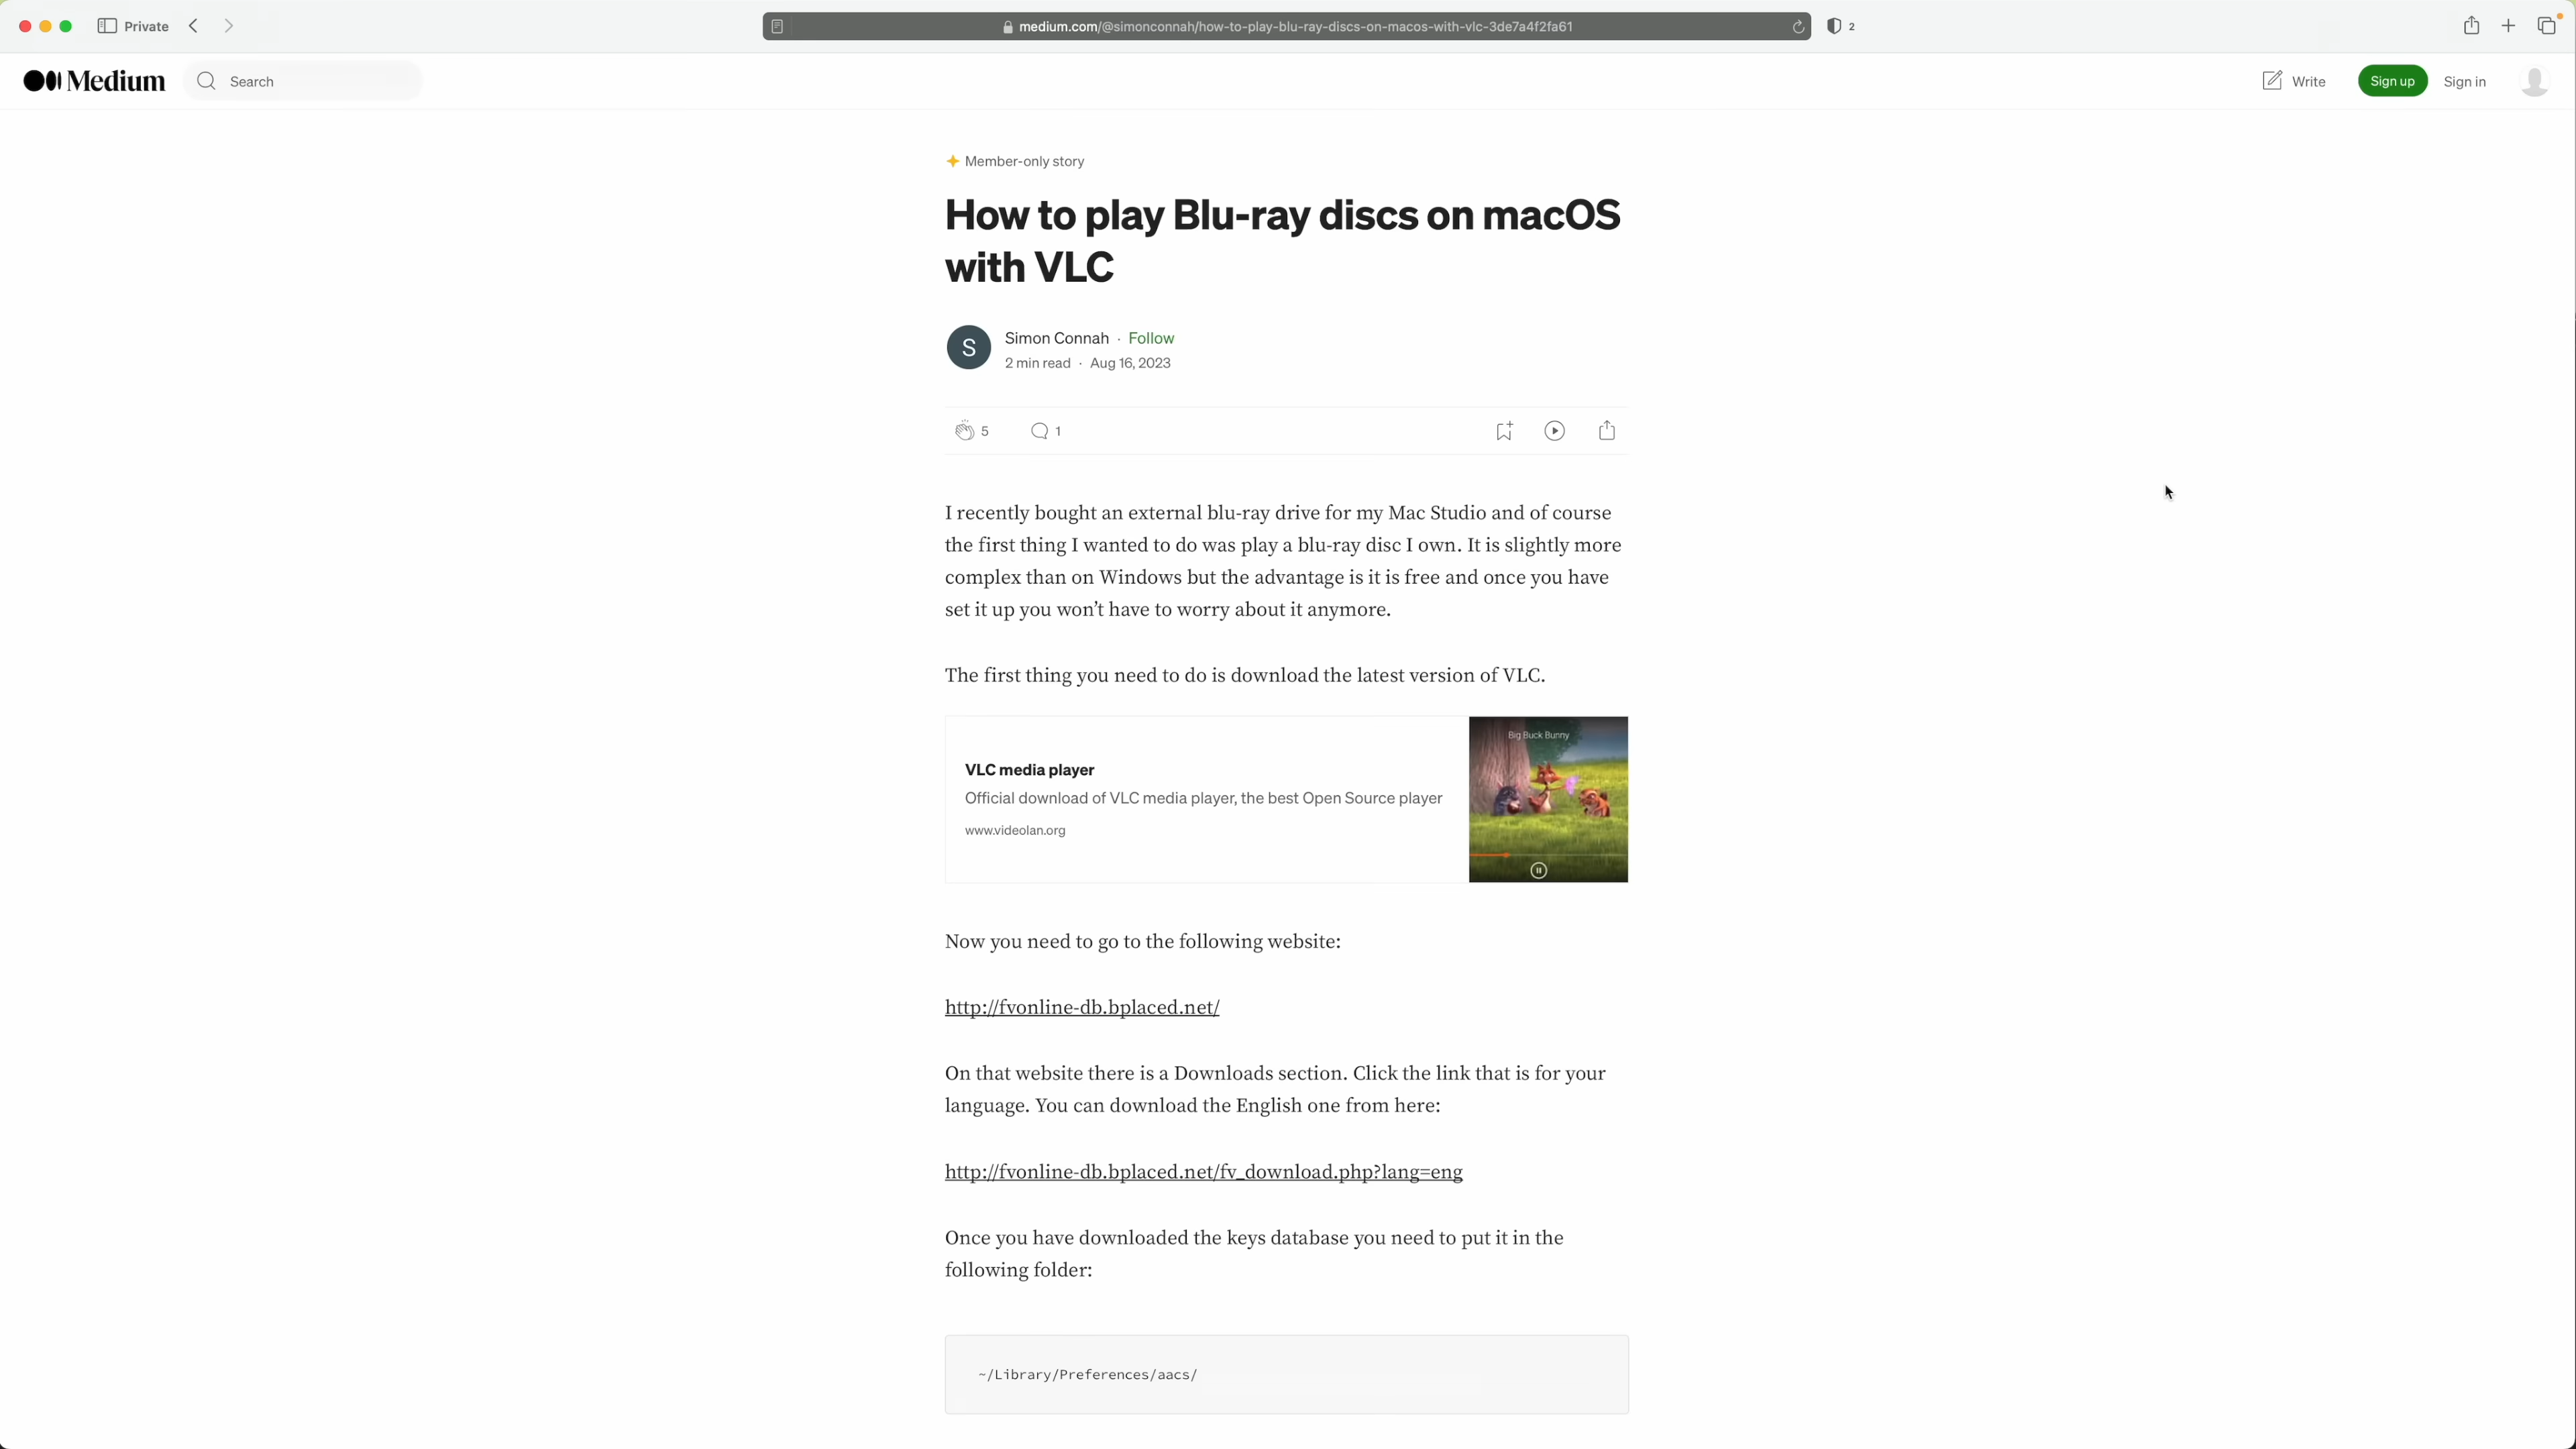 Private
medium.com/@simonconnah/how-to-play-blu-ray-discs-on-macos-with-vlc-3de7a4f2fa61
2
Medium
Search
Write
Sign up
Sign in
Member-only story
How to play Blu-ray discs on macOS
with VLC
S
Simon Connah · Follow
2 min read · Aug 16, 2023
5
1
I recently bought an external blu-ray drive for my Mac Studio and of course
the first thing I wanted to do was play a blu-ray disc I own. It is slightly more
complex than on Windows but the advantage is it is free and once you have
set it up you won’t have to worry about it anymore.
The first thing you need to do is download the latest version of VLC.
VLC media player
Official download of VLC media player, the best Open Source player
www.videolan.org
Big Buck Bunny
Now you need to go to the following website:
http://fvonline-db.bplaced.net/
On that website there is a Downloads section. Click the link that is for your
language. You can download the English one from here:
http://fvonline-db.bplaced.net/fv_download.php?lang=eng
Once you have downloaded the keys database you need to put it in the
following folder:
~/Library/Preferences/aacs/